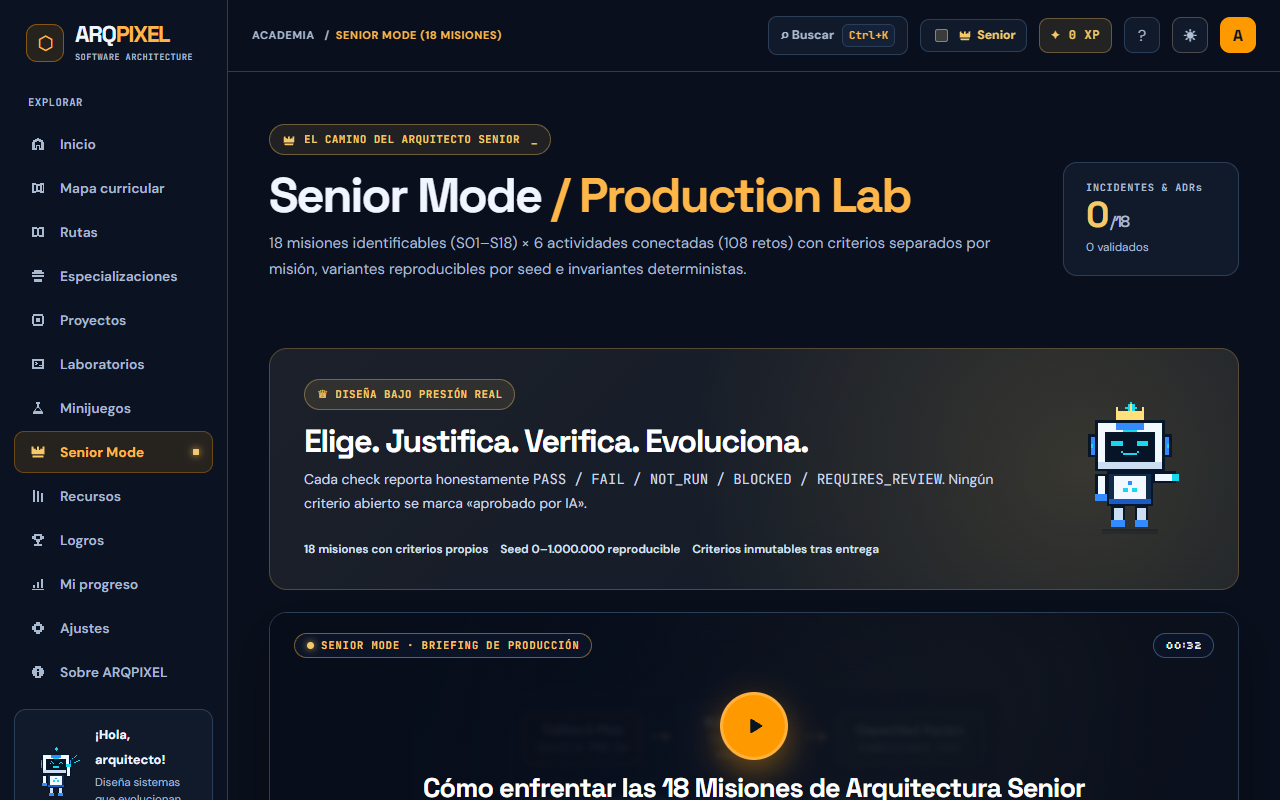 ARQPIXEL
SOFTWARE ARCHITECTURE
EXPLORAR
Inicio
Mapa curricular
Rutas
Especializaciones
Proyectos
Laboratorios
Minijuegos
Senior Mode
Recursos
Logros
Mi progreso
Ajustes
Sobre ARQPIXEL
¡Hola,
arquitecto!
Diseña sistemas
que evolucionan
ACADEMIA / SENIOR MODE (18 MISIONES)
Buscar Ctrl+K
Senior
0 XP
?
A
EL CAMINO DEL ARQUITECTO SENIOR _
Senior Mode / Production Lab
18 misiones identificables (S01–S18) × 6 actividades conectadas (108 retos) con criterios separados por
misión, variantes reproducibles por seed e invariantes deterministas.
INCIDENTES & ADRs
0/18
0 validados
DISEÑA BAJO PRESIÓN REAL
Elige. Justifica. Verifica. Evoluciona.
Cada check reporta honestamente PASS / FAIL / NOT_RUN / BLOCKED / REQUIRES_REVIEW. Ningún
criterio abierto se marca «aprobado por IA».
18 misiones con criterios propios Seed 0–1.000.000 reproducible Criterios inmutables tras entrega
SENIOR MODE · BRIEFING DE PRODUCCIÓN
00:32
Cómo enfrentar las 18 Misiones de Arquitectura Senior